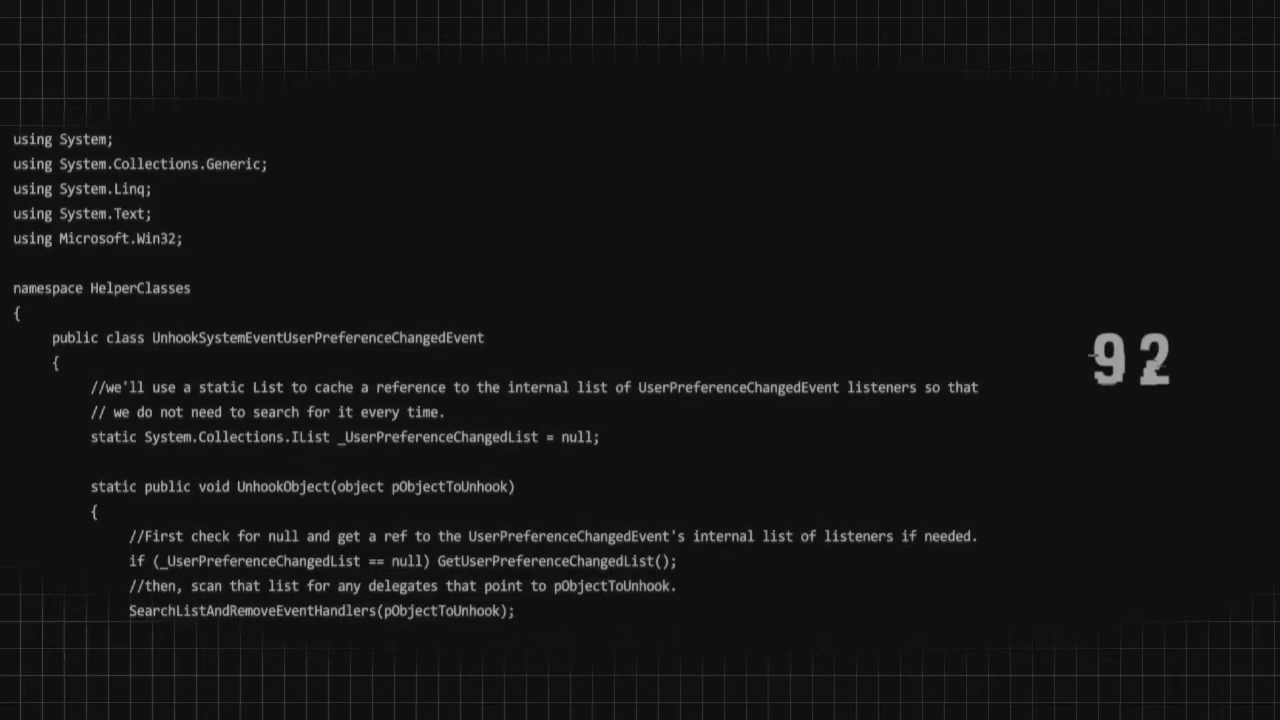 using System;
using System.Collections.Generic;
using System.Linq;
using System.Text;
using Microsoft.Win32;
namespace HelperClasses
{
public class UnhookSystemEventUserPreferenceChangedEvent
{
//we'll use a static List to cache a reference to the internal list of UserPreferenceChangedEvent listeners so that
// we do not need to search for it every time.
static System.Collections.IList _UserPreferenceChangedList = null;
static public void UnhookObject(object pObjectToUnhook)
{
//First check for null and get a ref to the UserPreferenceChangedEvent's internal list of listeners if needed.
if (_UserPreferenceChangedList == null) GetUserPreferenceChangedList();
//then, scan that list for any delegates that point to pObjectToUnhook.
SearchListAndRemoveEventHandlers(pObjectToUnhook);
92